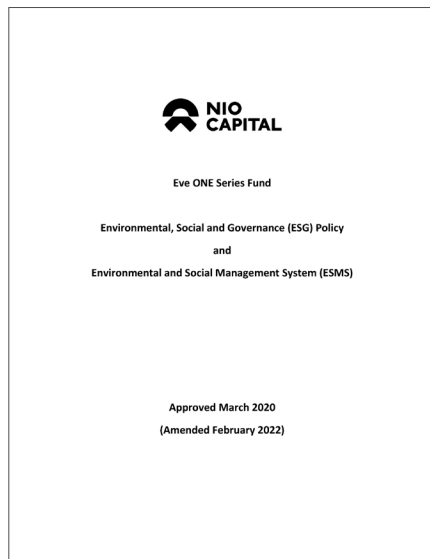 NIO
CAPITAL
Eve ONE Series Fund
Environmental, Social and Governance (ESG) Policy
and
Environmental and Social Management System (ESMS)
Approved March 2020
(Amended February 2022)